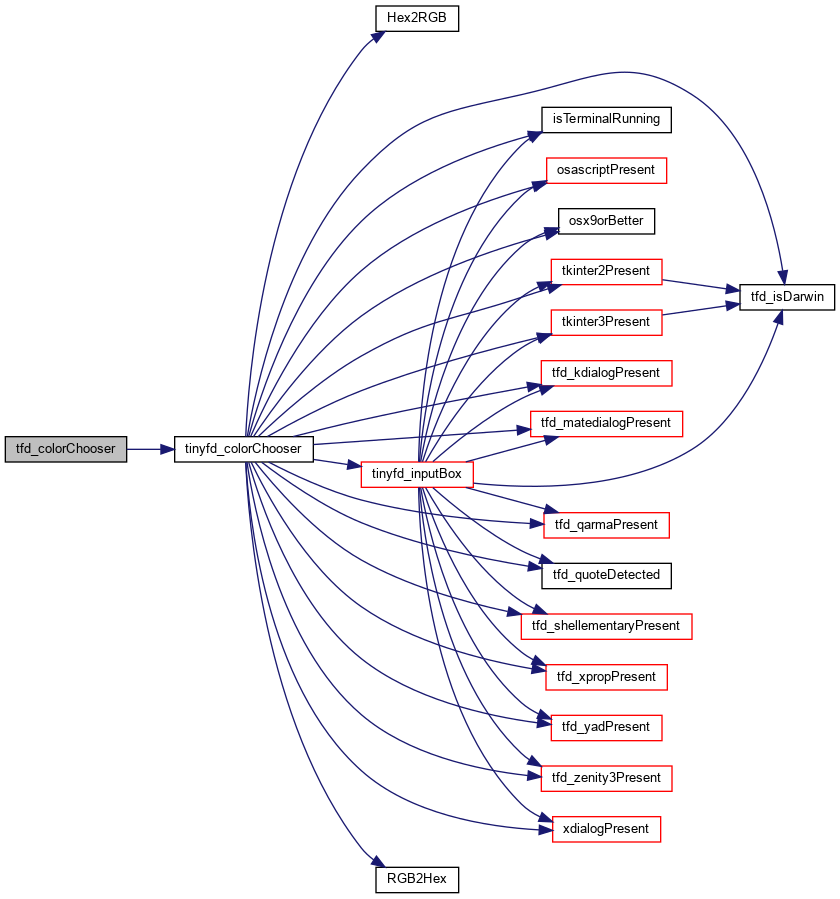 Hex2RGB
isTerminalRunning
osascriptPresent
osx9orBetter
tkinter2Present
tfd_isDarwin
tkinter3Present
tfd_kdialogPresent
tfd_matedialogPresent
tfd_colorChooser
tinyfd_colorChooser
tinyfd_inputBox
tfd_qarmaPresent
tfd_quoteDetected
tfd_shellementaryPresent
tfd_xpropPresent
tfd_yadPresent
tfd_zenity3Present
xdialogPresent
RGB2Hex